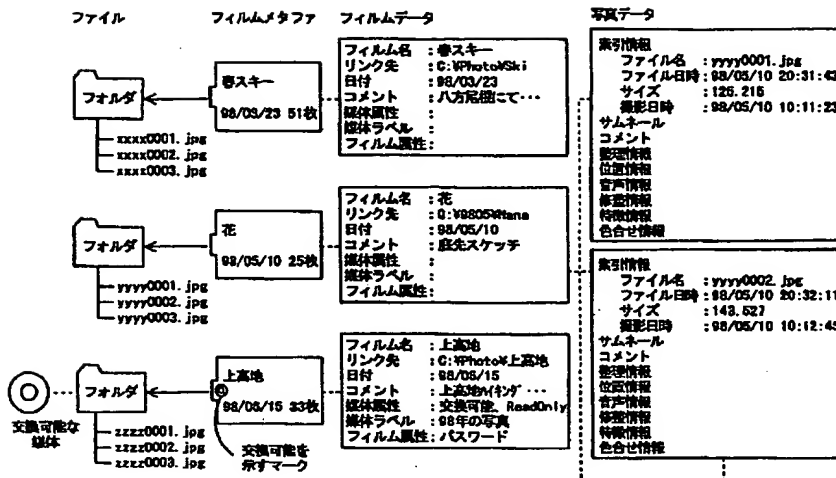 ファイル
フィルムメタファ
フィルムデータ
写真データ
フォルダ
xxxx0001.jpg
xxxx0002.jpg
xxxx0003.jpg
春スキー
98/03/23 51枚
フィルム名 :春スキー
リンク先 :C:¥Photo¥Ski
日付 :98/03/23
コメント :八方尾根にて…
媒体属性 :
媒体ラベル :
フィルム属性:
フォルダ
yyyy0001.jpg
yyyy0002.jpg
yyyy0003.jpg
花
98/05/10 25枚
フィルム名 :花
リンク先 :G:¥9805¥Hana
日付 :98/05/10
コメント :庭先スケッチ
媒体属性 :
媒体ラベル :
フィルム属性:
交換可能な
媒体
フォルダ
zzzz0001.jpg
zzzz0002.jpg
zzzz0003.jpg
上高地
98/06/15 33枚
交換可能を
示すマーク
フィルム名 :上高地
リンク先 :G:¥Photo¥上高地
日付 :98/06/15
コメント :上高地ハイキング…
媒体属性 :交換可能、ReadOnly
媒体ラベル :98年の写真
フィルム属性:パスワード
索引情報
ファイル名 :yyyy0001.jpg
ファイル日時:98/05/10 20:31:43
サイズ :126.215
撮影日時 :98/05/10 10:11:23
サムネール
コメント
整理情報
位置情報
音声情報
修整情報
特徴情報
色合せ情報
索引情報
ファイル名 :yyyy0002.jpg
ファイル日時:98/05/10 20:32:11
サイズ :143.527
撮影日時 :98/05/10 10:12:45
サムネール
コメント
整理情報
位置情報
音声情報
修整情報
特徴情報
色合せ情報